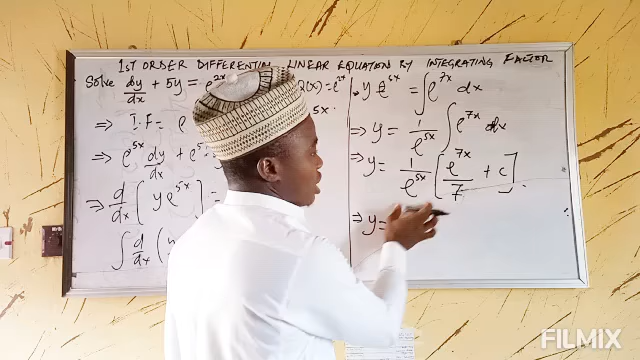 1ST ORDER DIFFERENTIAL LINEAR EQUATION BY INTEGRATING FACTOR
Solve dy/dx + 5y = e^2x
Q(x) = e^2x
⇒ I.F = e
5x
⇒ e^5x dy/dx + e^5x
⇒ d/dx [ y e^5x ] =
∫ d/dx (
y e^5x = ∫ e^7x dx
⇒ y = 1/e^5x ∫ e^7x dx
⇒ y = 1/e^5x [ e^7x/7 + c ]
⇒ y =
FILMIX